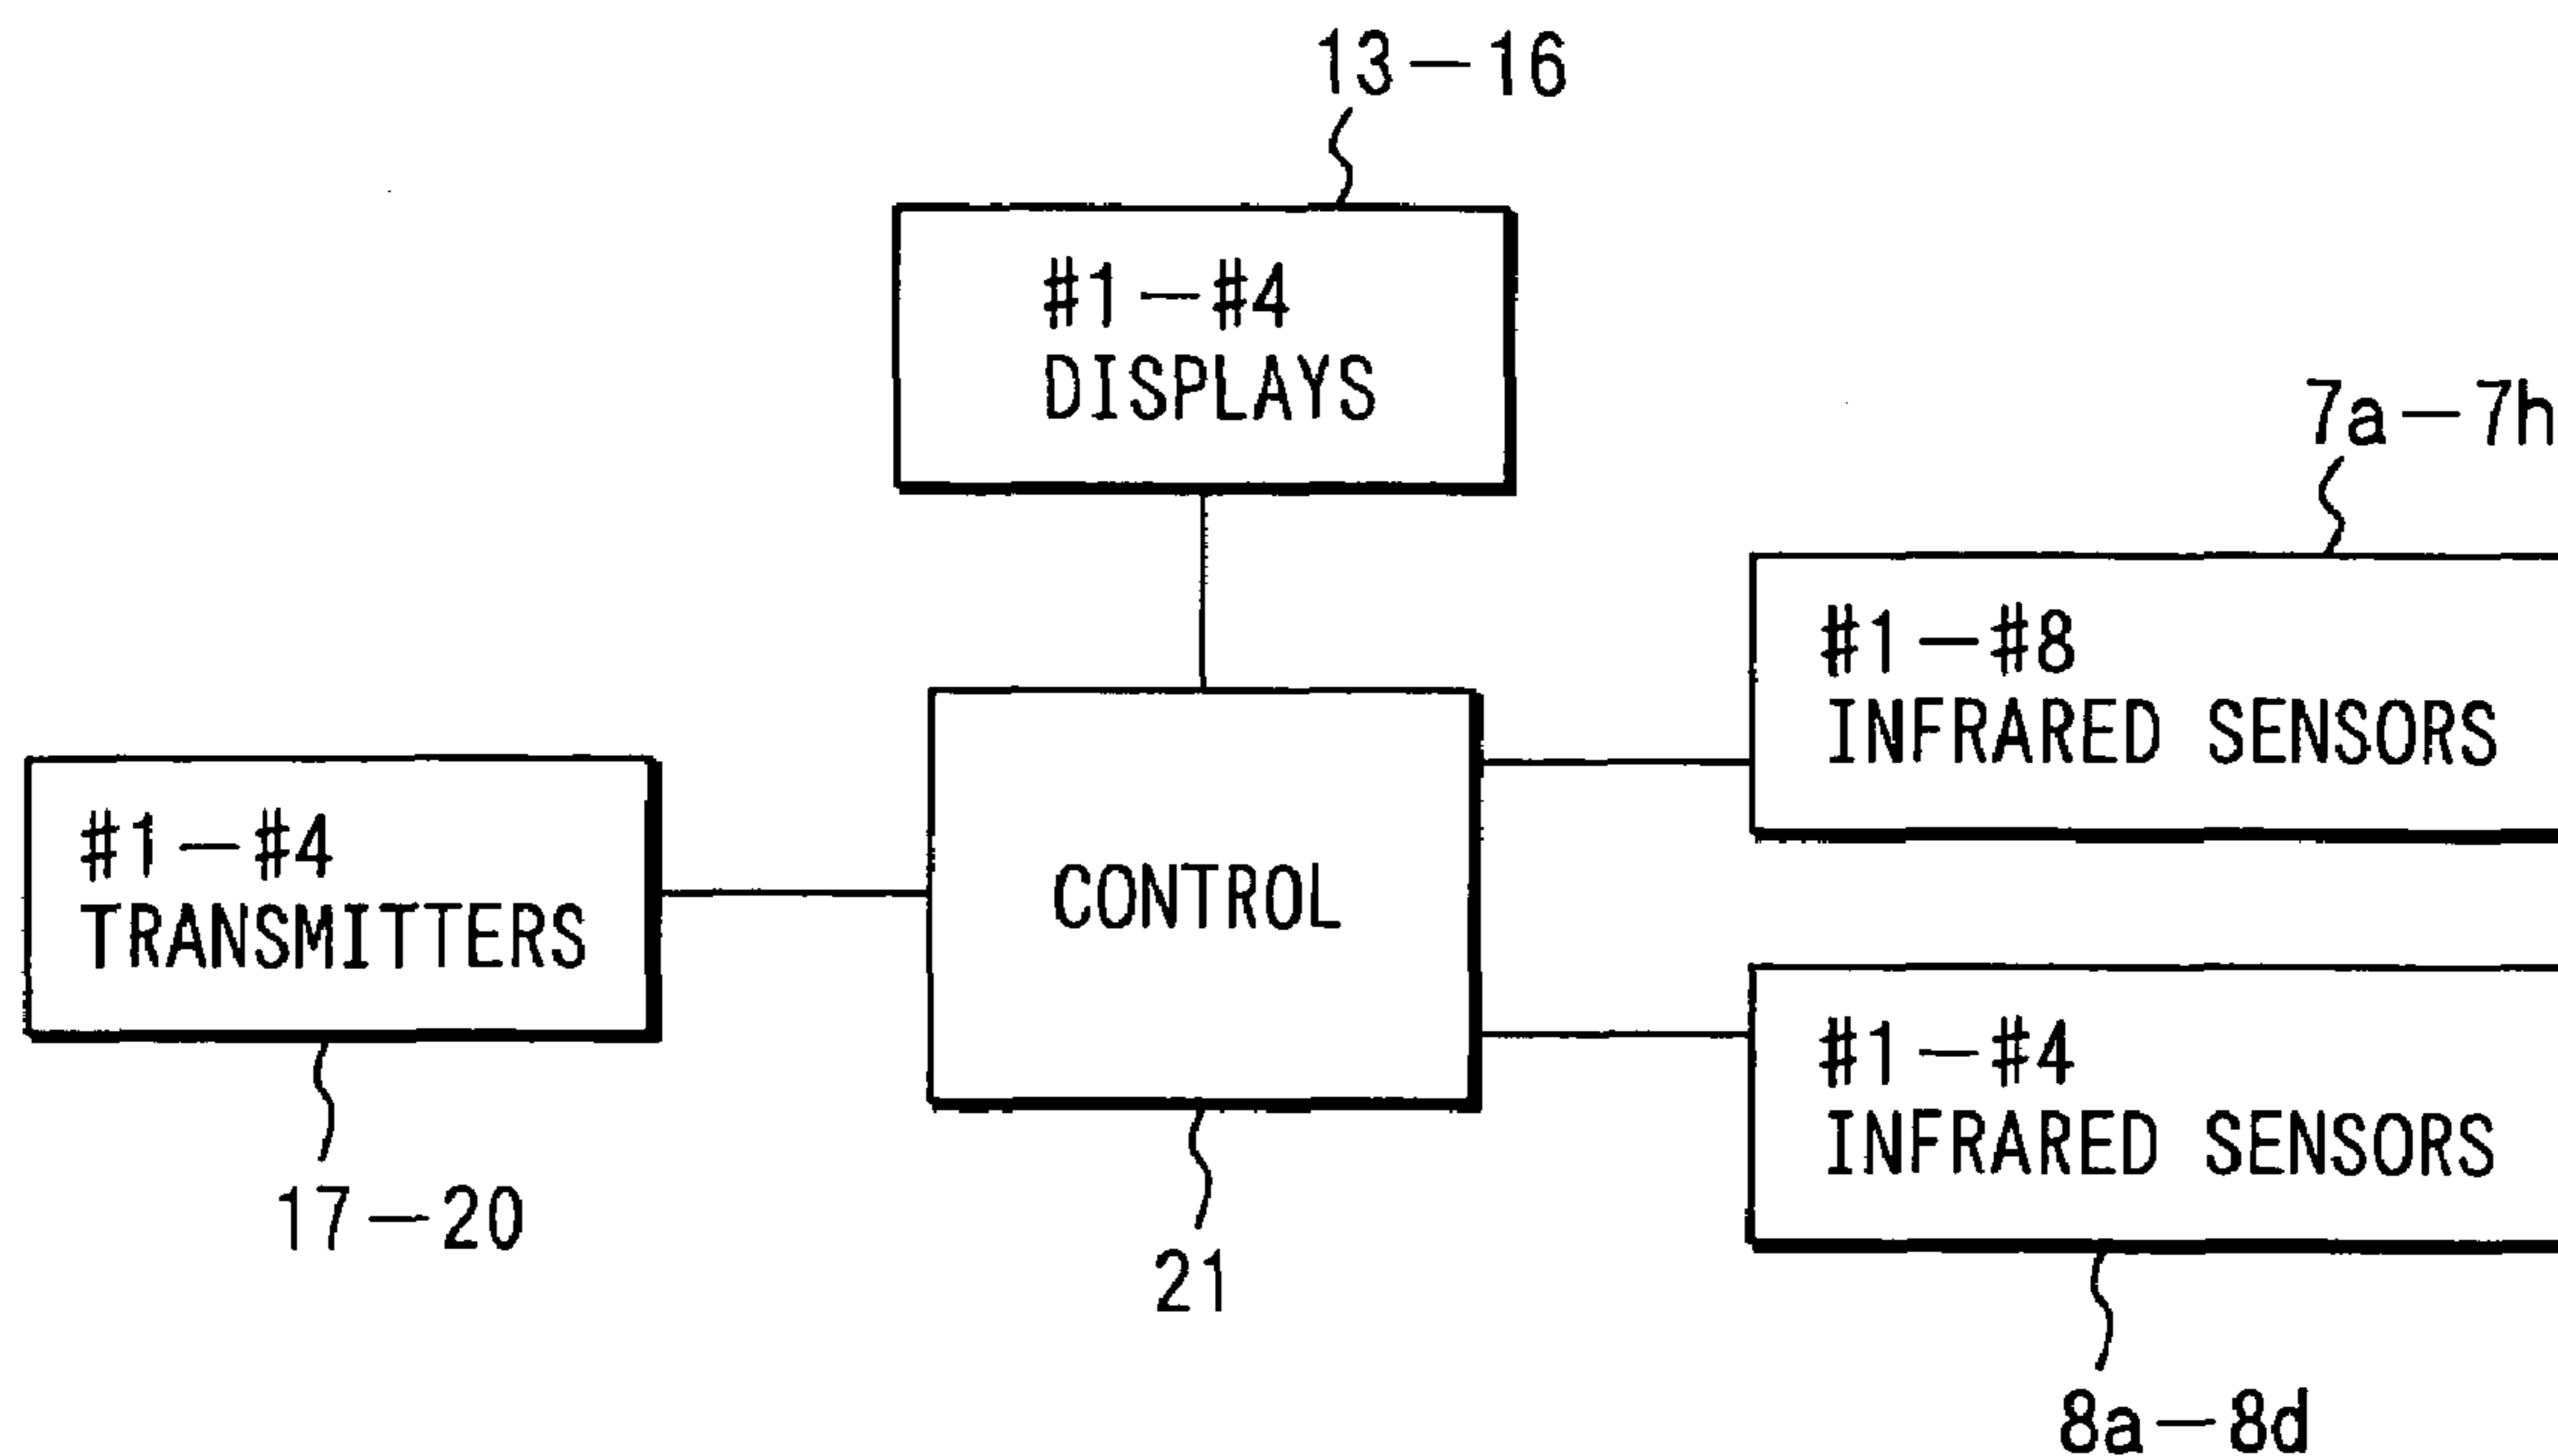 13—16
#1—#4
DISPLAYS
7a—7h
#1—#8
INFRARED SENSORS
#1—#4
TRANSMITTERS
17—20
CONTROL
21
#1—#4
INFRARED SENSORS
8a—8d